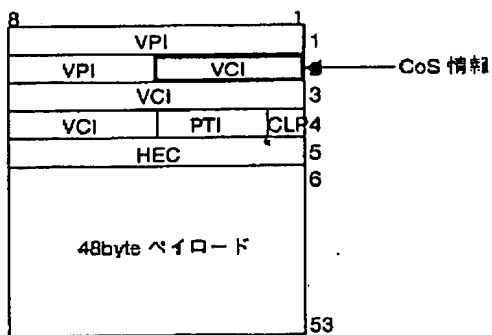 8 1
VPI 1
VPI VCI CoS 情報
VCI 3
VCI PTI CLP 4
HEC 5
6
48byte ペイロード
53